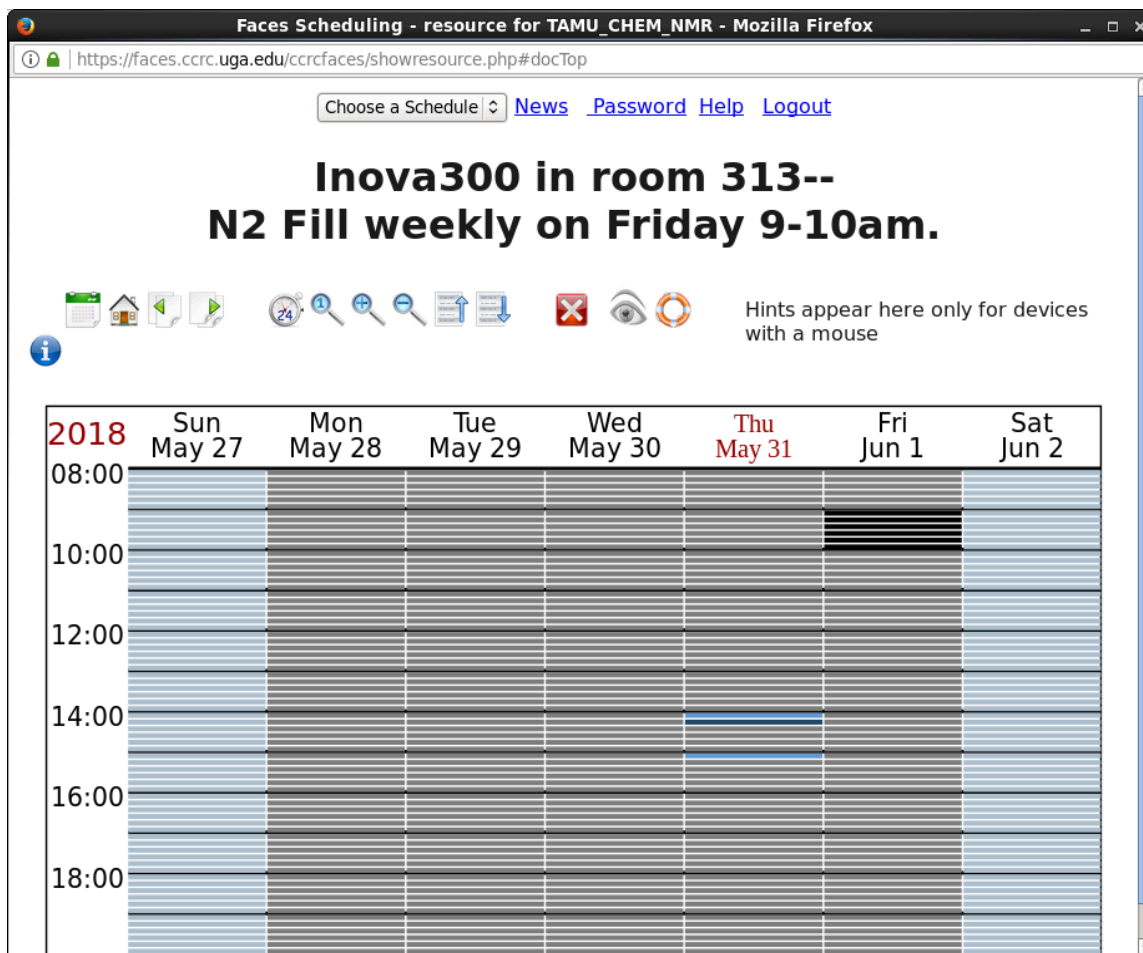 Faces Scheduling - resource for TAMU_CHEM_NMR - Mozilla Firefox
https://faces.ccrc.uga.edu/ccrcfaces/showresource.php#docTop
Choose a Schedule News Password Help Logout
Inova300 in room 313--
N2 Fill weekly on Friday 9-10am.
24 1
Hints appear here only for devices
with a mouse
i
2018 Sun Mon Tue Wed Thu Fri Sat
May 27 May 28 May 29 May 30 May 31 Jun 1 Jun 2
08:00
10:00
12:00
14:00
16:00
18:00